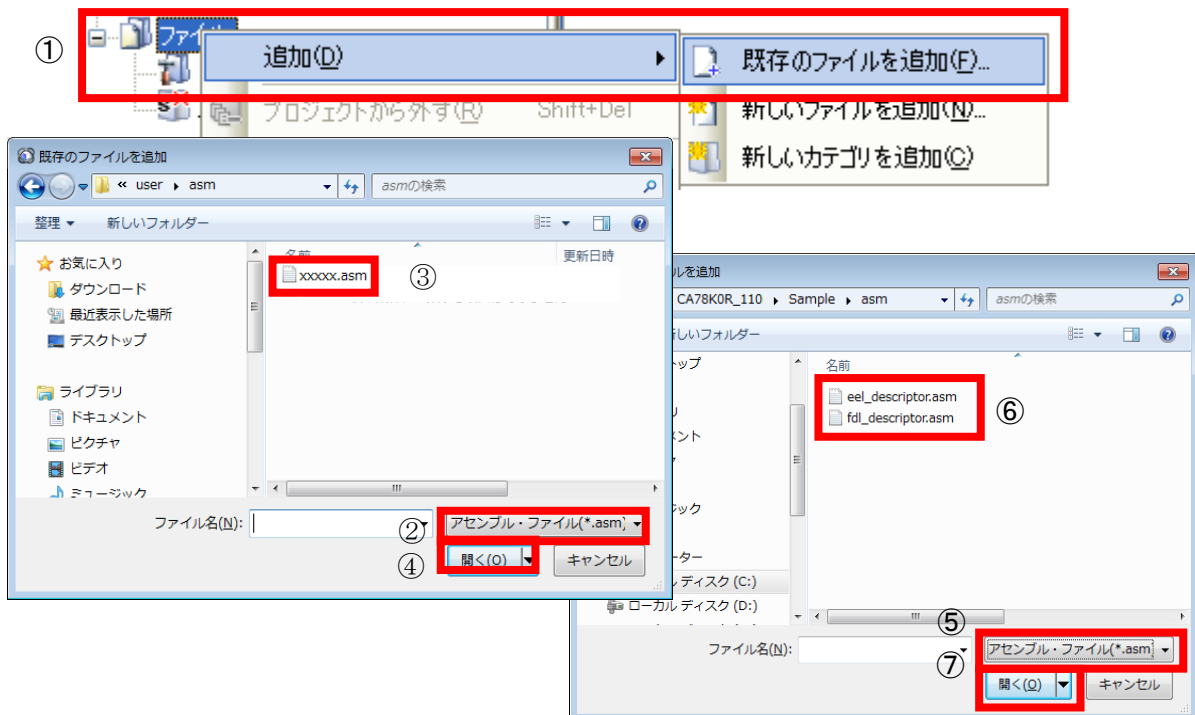 ①
ファイル
追加(D)
既存のファイルを追加(F)...
プロジェクトから外す(R) Shift+Del
新しいファイルを追加(N)...
新しいカテゴリを追加(C)
既存のファイルを追加
« user ▸ asm
asmの検索
整理 新しいフォルダー
名前 更新日時
お気に入り
xxxxx.asm ③
ダウンロード
最近表示した場所
デスクトップ
ライブラリ
ドキュメント
ピクチャ
ビデオ
ミュージック
ファイル名(N): ② アセンブル・ファイル(*.asm)
④ 開く(O) キャンセル
ルを追加
CA78K0R_110 ▸ Sample ▸ asm
asmの検索
しいフォルダー
名前
トップ
eel_descriptor.asm
fdl_descriptor.asm
⑥
メント
ック
ーター
ル ディスク (C:)
ローカル ディスク (D:)
⑤
ファイル名(N): アセンブル・ファイル(*.asm)
⑦
開く(O) キャンセル